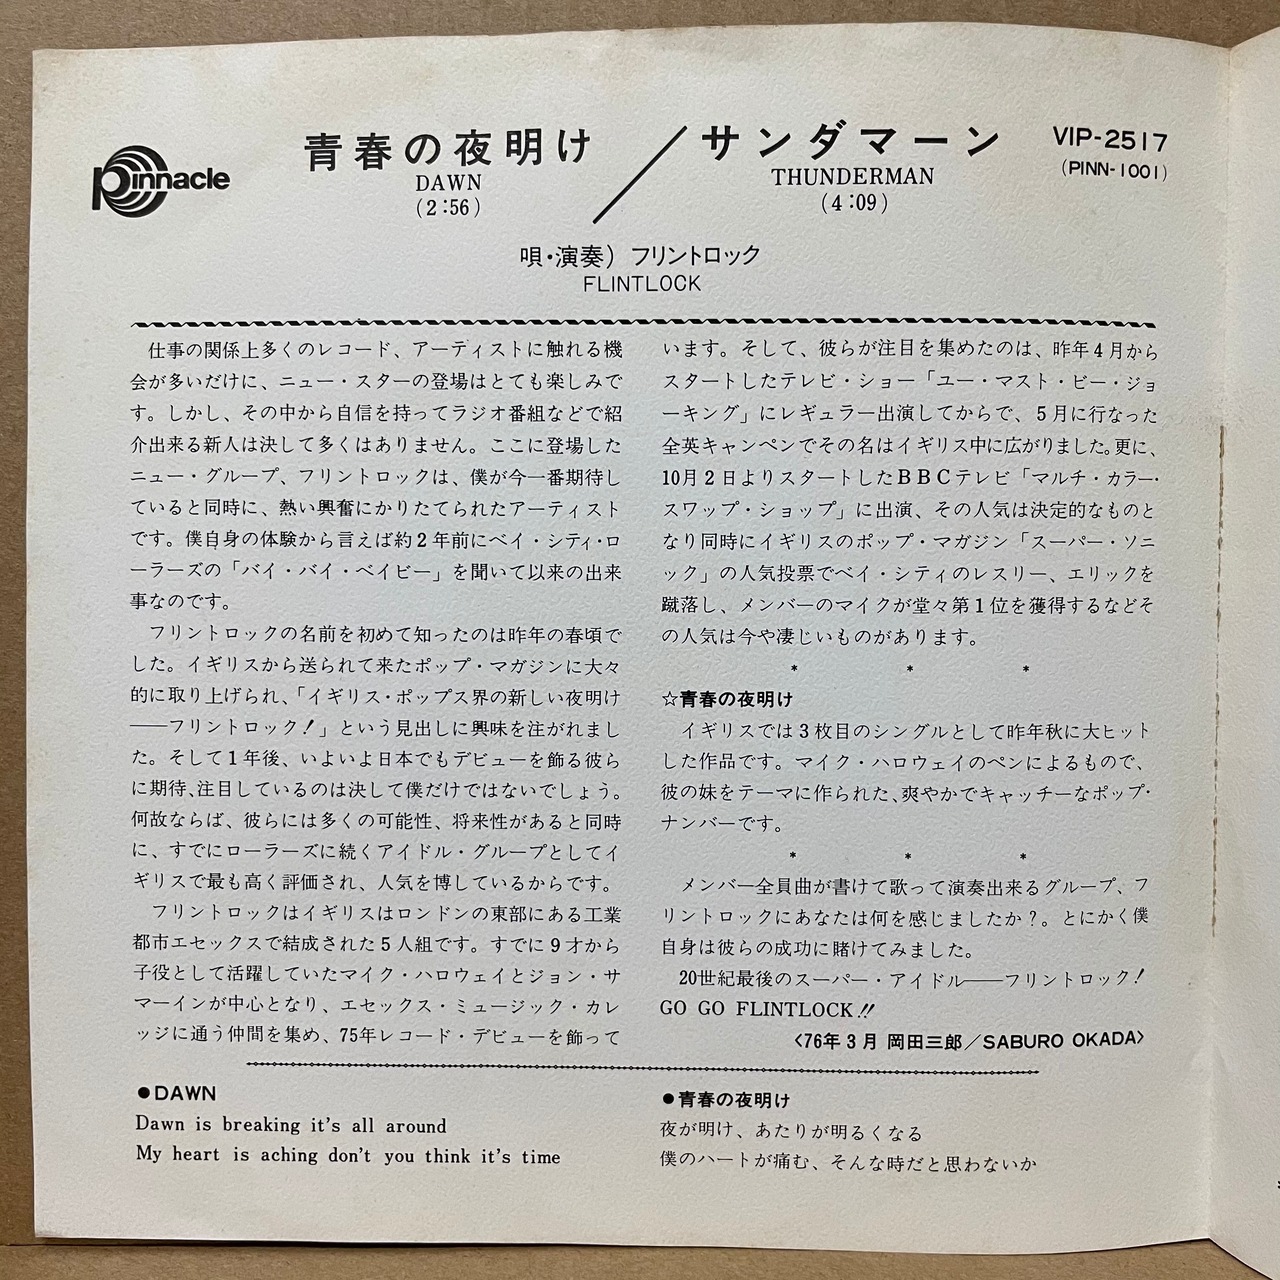 Pinnacle
青春の夜明け／サンダマーン
DAWN
(2:56)
THUNDERMAN
(4:09)
VIP-2517
(PINN-1001)
唄・演奏）フリントロック
FLINTLOCK
仕事の関係上多くのレコード、アーティストに触れる機
会が多いだけに、ニュー・スターの登場はとても楽しみで
す。しかし、その中から自信を持ってラジオ番組などで紹
介出来る新人は決して多くはありません。ここに登場した
ニュー・グループ、フリントロックは、僕が今一番期待し
ていると同時に、熱い興奮にかりたてられたアーティスト
です。僕自身の体験から言えば約2年前にベイ・シティ・ロ
ーラーズの「バイ・バイ・ベイビー」を聞いて以来の出来
事なのです。
フリントロックの名前を初めて知ったのは昨年の春頃で
した。イギリスから送られて来たポップ・マガジンに大々
的に取り上げられ、「イギリス・ポップス界の新しい夜明け
――フリントロック！」という見出しに興味を注がれまし
た。そして1年後、いよいよ日本でもデビューを飾る彼ら
に期待、注目しているのは決して僕だけではないでしょう。
何故ならば、彼らには多くの可能性、将来性があると同時
に、すでにローラーズに続くアイドル・グループとしてイ
ギリスで最も高く評価され、人気を博しているからです。
フリントロックはイギリスはロンドンの東部にある工業
都市エセックスで結成された5人組です。すでに9才から
子役として活躍していたマイク・ハロウェイとジョン・サ
マーインが中心となり、エセックス・ミュージック・カレ
ッジに通う仲間を集め、75年レコード・デビューを飾って
います。そして、彼らが注目を集めたのは、昨年4月から
スタートしたテレビ・ショー「ユー・マスト・ビー・ジョ
ーキング」にレギュラー出演してからで、5月に行なった
全英キャンペンでその名はイギリス中に広がりました。更に、
10月2日よりスタートしたBBCテレビ「マルチ・カラー・
スワップ・ショップ」に出演、その人気は決定的なものと
なり同時にイギリスのポップ・マガジン「スーパー・ソニ
ック」の人気投票でベイ・シティのレスリー、エリックを
蹴落し、メンバーのマイクが堂々第1位を獲得するなどそ
の人気は今や凄じいものがあります。
* * *
☆青春の夜明け
イギリスでは3枚目のシングルとして昨年秋に大ヒット
した作品です。マイク・ハロウェイのペンによるもので、
彼の妹をテーマに作られた、爽やかでキャッチーなポップ・
ナンバーです。
* * *
メンバー全員曲が書けて歌って演奏出来るグループ、フ
リントロックにあなたは何を感じましたか？。とにかく僕
自身は彼らの成功に賭けてみました。
20世紀最後のスーパー・アイドル――フリントロック！
GO GO FLINTLOCK!!
〈76年3月 岡田三郎／SABURO OKADA〉
●DAWN
Dawn is breaking it's all around
My heart is aching don't you think it's time
●青春の夜明け
夜が明け、あたりが明るくなる
僕のハートが痛む、そんな時だと思わないか